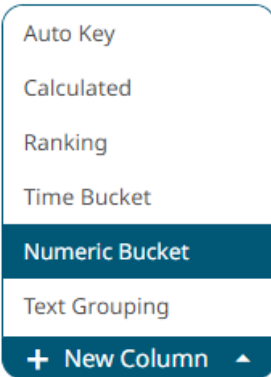 Auto Key
Calculated
Ranking
Time Bucket
Numeric Bucket
Text Grouping
+ New Column